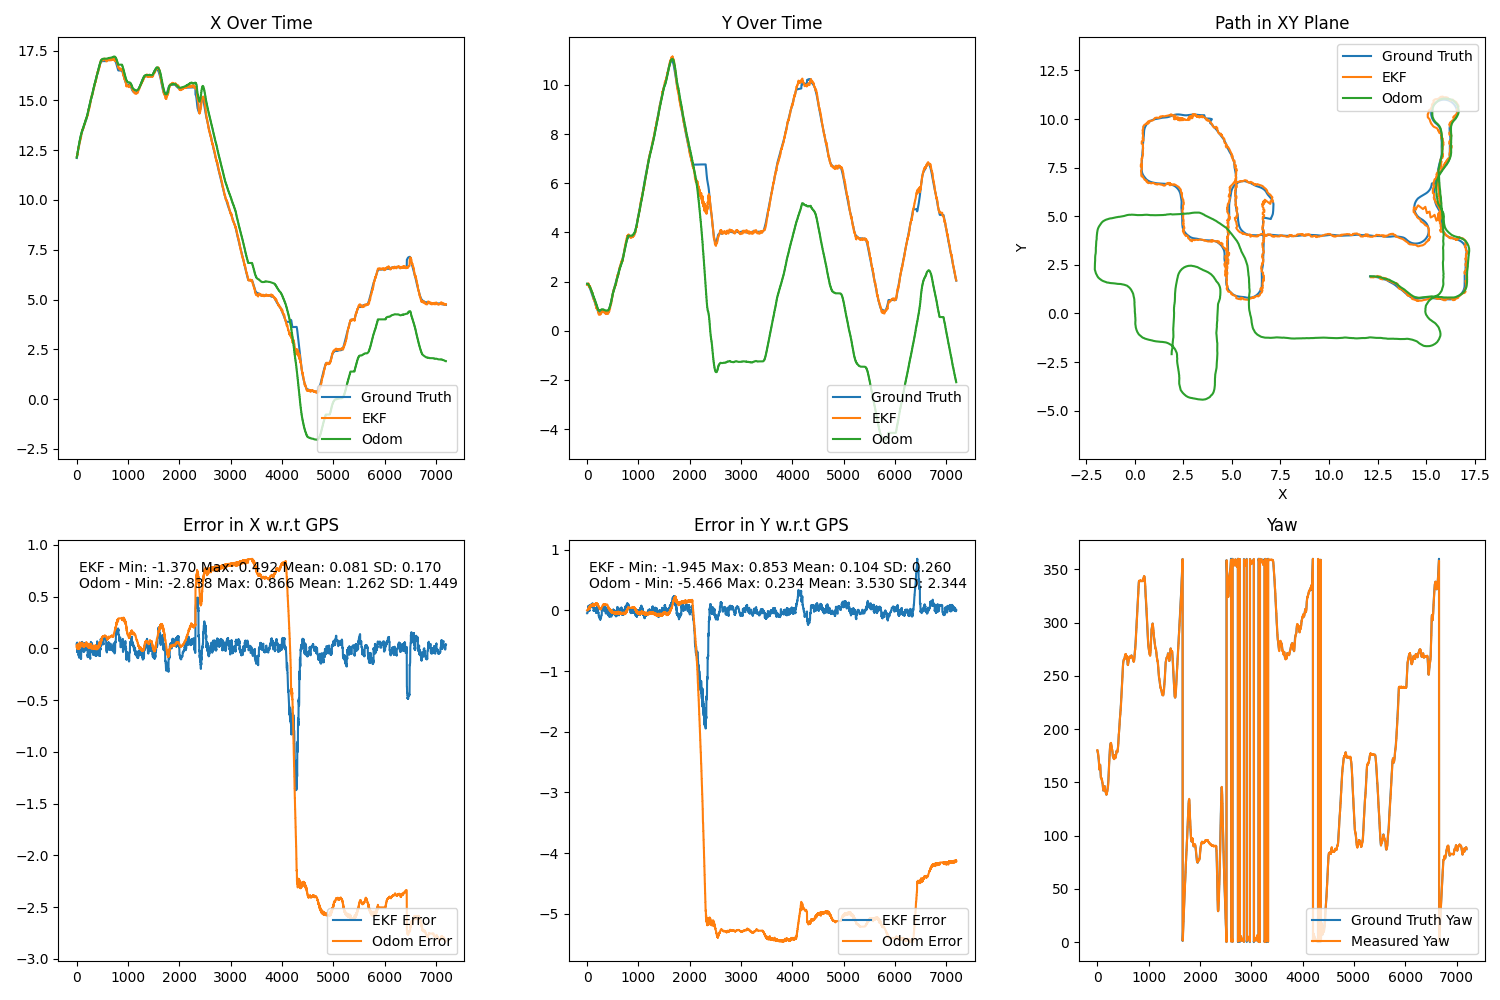 X Over Time
17.5
15.0
12.5
10.0
7.5
5.0
2.5
0.0
−2.5
0 1000 2000 3000 4000 5000 6000 7000
Ground Truth
EKF
Odom
Y Over Time
10
8
6
4
2
0
−2
−4
0 1000 2000 3000 4000 5000 6000 7000
Ground Truth
EKF
Odom
Path in XY Plane
Y
12.5
10.0
7.5
5.0
2.5
0.0
−2.5
−5.0
−2.5 0.0 2.5 5.0 7.5 10.0 12.5 15.0 17.5
X
Ground Truth
EKF
Odom
Error in X w.r.t GPS
1.0
0.5
0.0
−0.5
−1.0
−1.5
−2.0
−2.5
−3.0
0 1000 2000 3000 4000 5000 6000 7000
EKF - Min: -1.370 Max: 0.492 Mean: 0.081 SD: 0.170
Odom - Min: -2.838 Max: 0.866 Mean: 1.262 SD: 1.449
EKF Error
Odom Error
Error in Y w.r.t GPS
1
0
−1
−2
−3
−4
−5
0 1000 2000 3000 4000 5000 6000 7000
EKF - Min: -1.945 Max: 0.853 Mean: 0.104 SD: 0.260
Odom - Min: -5.466 Max: 0.234 Mean: 3.530 SD: 2.344
EKF Error
Odom Error
Yaw
350
300
250
200
150
100
50
0
0 1000 2000 3000 4000 5000 6000 7000
Ground Truth Yaw
Measured Yaw